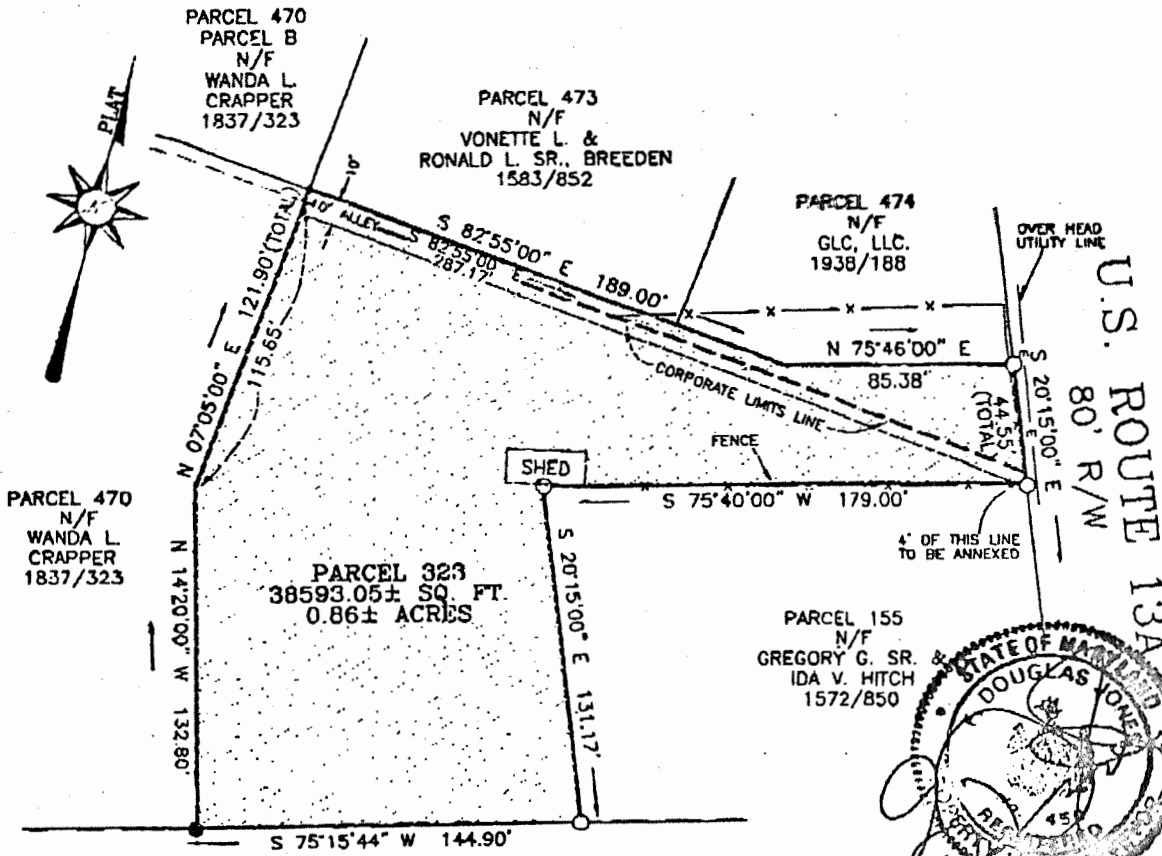 PARCEL 470
PARCEL B
N/F
WANDA L.
CRAPPER
1837/323
PLAT
PARCEL 473
N/F
VONETTE L. &
RONALD L. SR., BREEDEN
1583/852
PARCEL 474
N/F
GLC, LLC.
1938/188
OVER HEAD
UTILITY LINE
U.S. ROUTE 13A
80' R/W
10'
10' ALLEY
S 82°55'00" E 189.00'
S 82°55'00 E
287.17'
N 07°05'00" E 121.90'(TOTAL)
115.65'
CORPORATE LIMITS LINE
N 75°46'00" E
85.38'
S 20°15'00" E
44.55
(TOTAL)
E
E
E
E
FENCE
SHED
S 75°40'00" W 179.00'
4' OF THIS LINE
TO BE ANNEXED
PARCEL 470
N/F
WANDA L.
CRAPPER
1837/323
N 14°20'00" W 132.80'
PARCEL 323
38593.05± SQ. FT.
0.86± ACRES
S 20°15'00" E 131.17'
PARCEL 155
N/F
GREGORY G. SR. &
IDA V. HITCH
1572/850
S 75°15'44" W 144.90'
STATE OF MARYLAND
DOUGLAS JONES